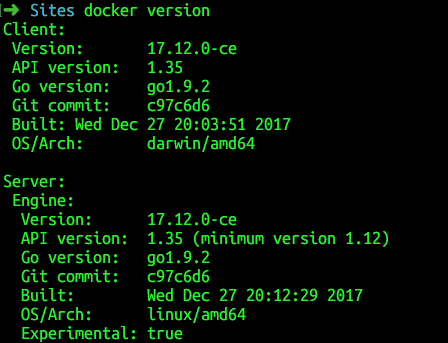 ➜ Sites docker version
Client:
 Version:	17.12.0-ce
 API version:	1.35
 Go version:	go1.9.2
 Git commit:	c97c6d6
 Built:	Wed Dec 27 20:03:51 2017
 OS/Arch:	darwin/amd64

Server:
 Engine:
  Version:	17.12.0-ce
  API version:	1.35 (minimum version 1.12)
  Go version:	go1.9.2
  Git commit:	c97c6d6
  Built:	Wed Dec 27 20:12:29 2017
  OS/Arch:	linux/amd64
  Experimental:	true